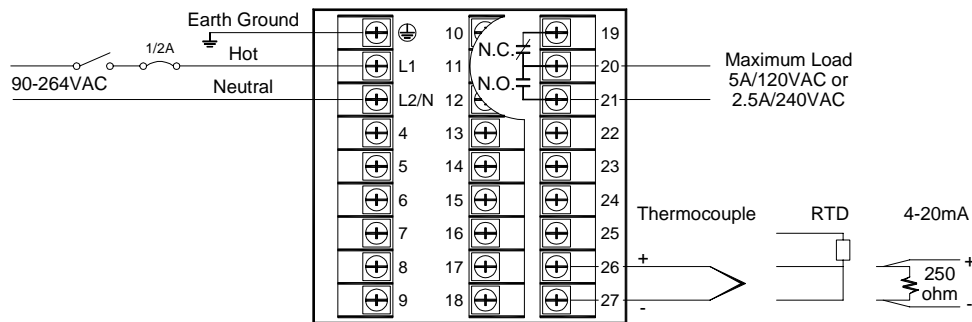 Earth Ground
1/2A
Hot
90-264VAC
Neutral
L1
L2/N
4
5
6
7
8
9
10
11
12
13
14
15
16
17
18
N.C.
N.O.
19
20
21
22
23
24
25
26
27
Maximum Load
5A/120VAC or
2.5A/240VAC
Thermocouple
RTD
4-20mA
+
-
+
250
ohm
-